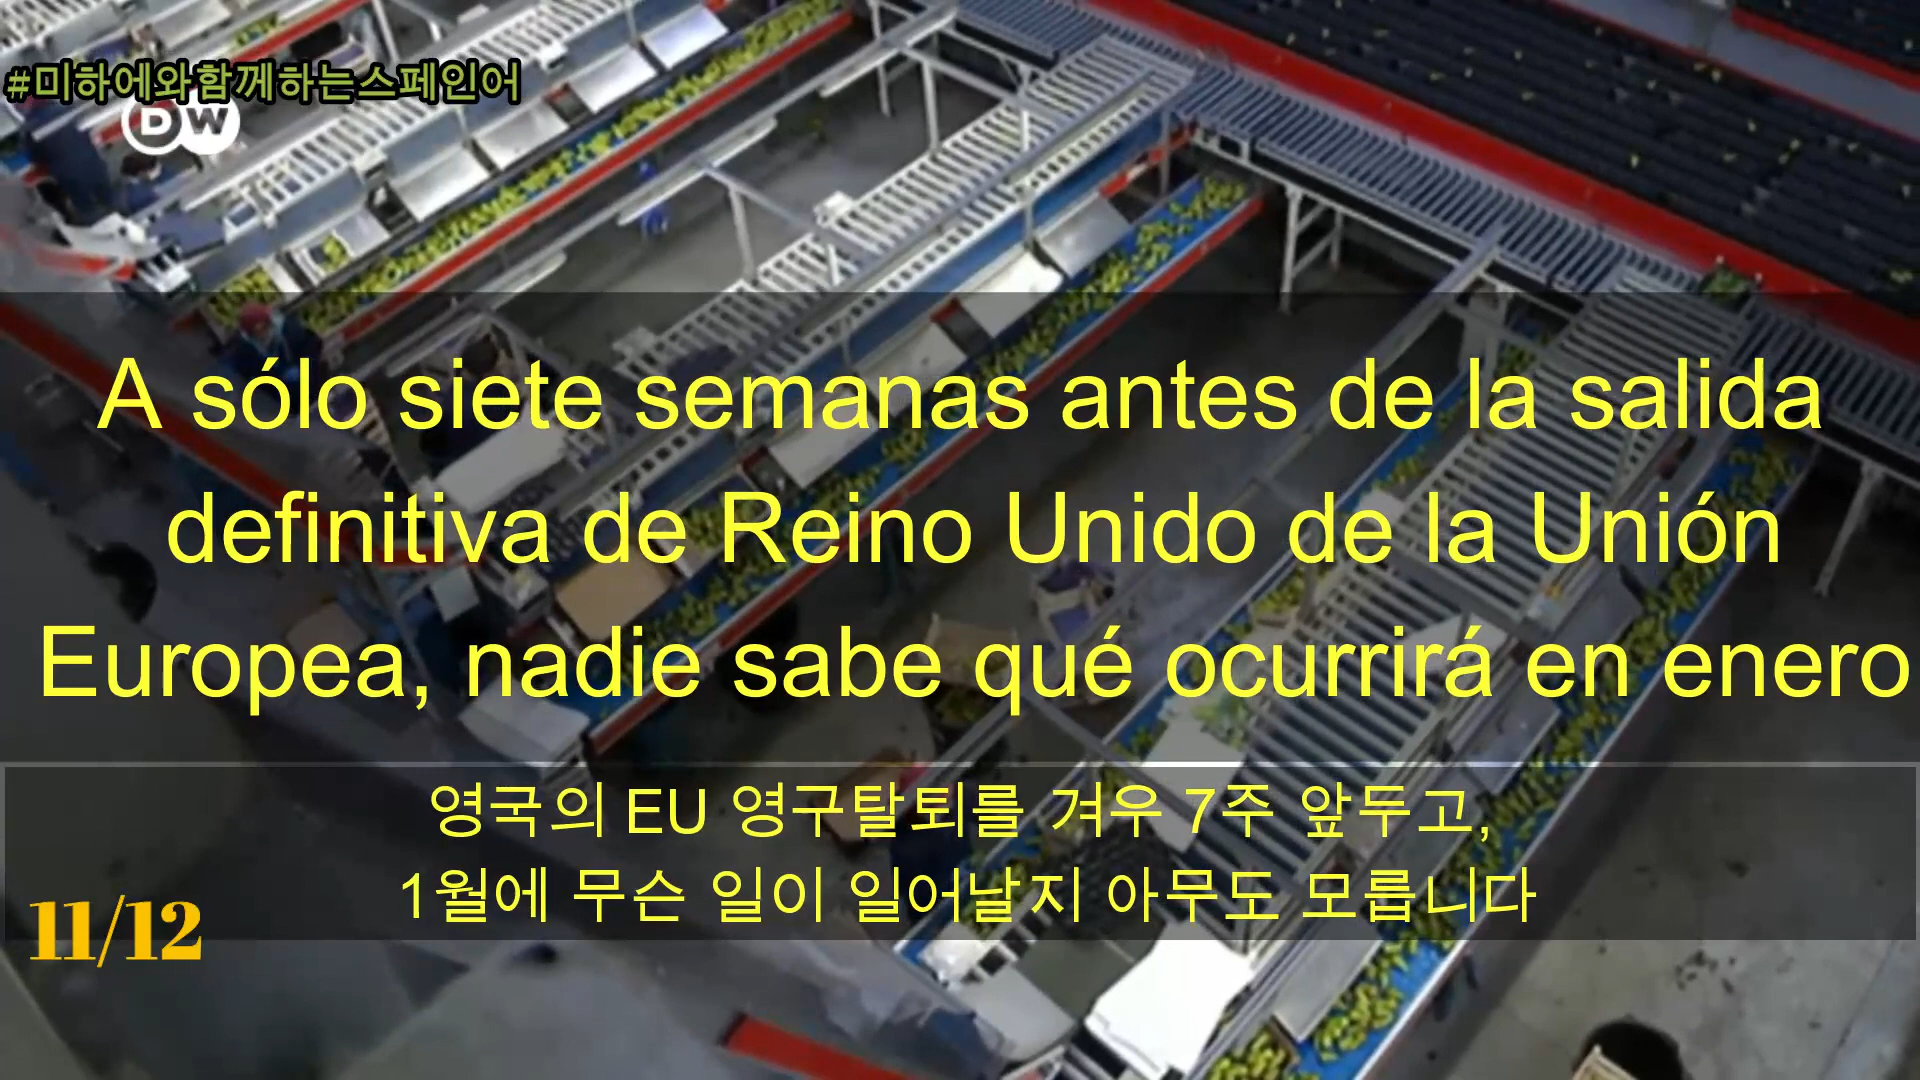 #미하에와함께하는스페인어
DW
A sólo siete semanas antes de la salida
definitiva de Reino Unido de la Unión
Europea, nadie sabe qué ocurrirá en enero
영국의 EU 영구탈퇴를 겨우 7주 앞두고,
1월에 무슨 일이 일어날지 아무도 모릅니다
11/12